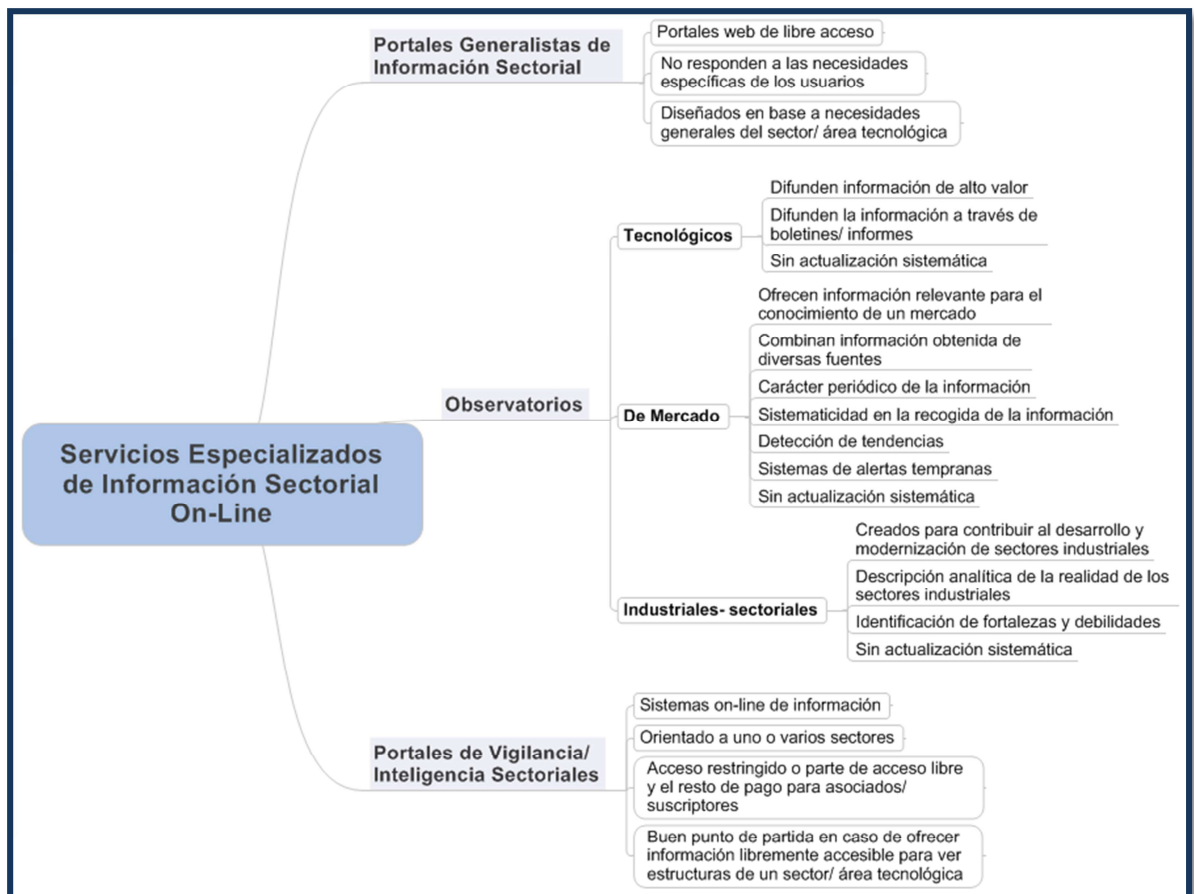 Servicios Especializados
de Información Sectorial
On-Line
Portales Generalistas de
Información Sectorial
Portales web de libre acceso
No responden a las necesidades
específicas de los usuarios
Diseñados en base a necesidades
generales del sector/ área tecnológica
Observatorios
Tecnológicos
Difunden información de alto valor
Difunden la información a través de
boletines/ informes
Sin actualización sistemática
De Mercado
Ofrecen información relevante para el
conocimiento de un mercado
Combinan información obtenida de
diversas fuentes
Carácter periódico de la información
Sistematicidad en la recogida de la información
Detección de tendencias
Sistemas de alertas tempranas
Sin actualización sistemática
Industriales- sectoriales
Creados para contribuir al desarrollo y
modernización de sectores industriales
Descripción analítica de la realidad de los
sectores industriales
Identificación de fortalezas y debilidades
Sin actualización sistemática
Portales de Vigilancia/
Inteligencia Sectoriales
Sistemas on-line de información
Orientado a uno o varios sectores
Acceso restringido o parte de acceso libre
y el resto de pago para asociados/
suscriptores
Buen punto de partida en caso de ofrecer
información libremente accesible para ver
estructuras de un sector/ área tecnológica